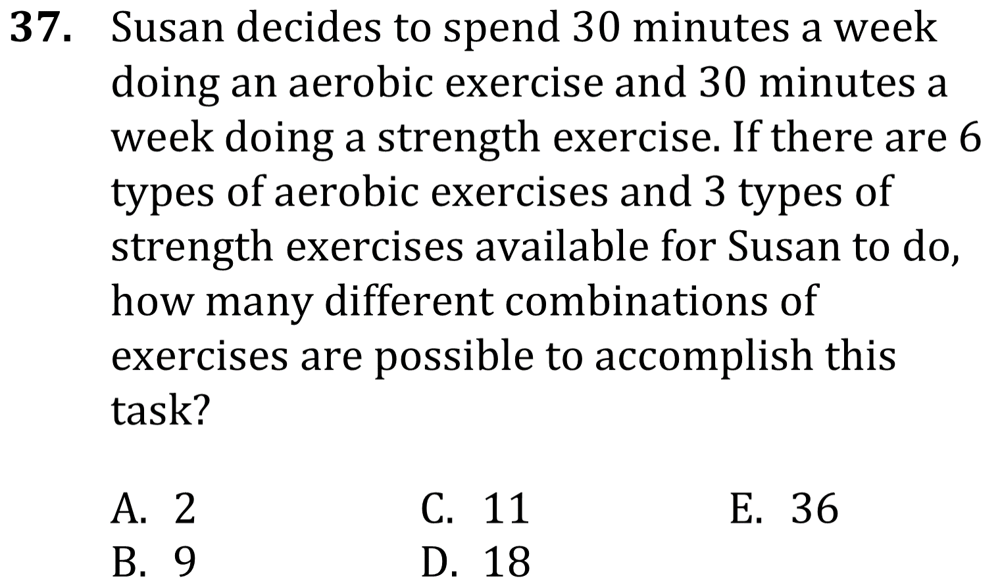 37. Susan decides to spend 30 minutes a week
doing an aerobic exercise and 30 minutes a
week doing a strength exercise. If there are 6
types of aerobic exercises and 3 types of
strength exercises available for Susan to do,
how many different combinations of
exercises are possible to accomplish this
task?
A. 2 C. 11 E. 36
B. 9 D. 18